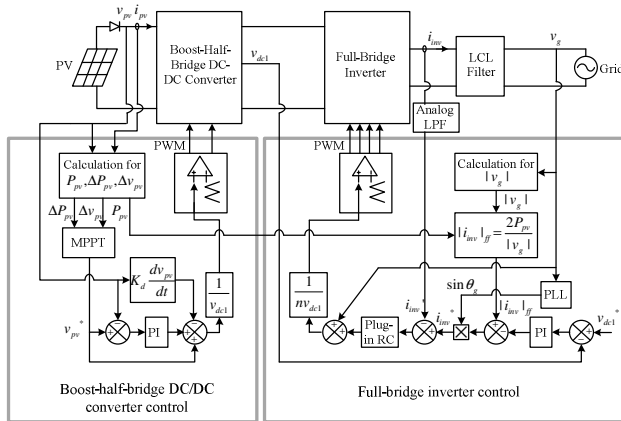 v_pv i_pv
PV
Boost-Half-
Bridge DC-
DC Converter
v_dc1
Full-Bridge
Inverter
i_inv
LCL
Filter
v_g
Grid
Analog
LPF
PWM
PWM
Calculation for
P_pv, ΔP_pv, Δv_pv
ΔP_pv Δv_pv P_pv
MPPT
K_d dv_pv/dt
1/v_dc1
v_pv*
PI
Boost-half-bridge DC/DC
converter control
Calculation for
|v_g|
|v_g|
|i_inv|_ff = 2P_pv/|v_g|
1/nv_dc1
sinθ_g
PLL
i_inv'
i_inv*
|i_inv|_ff
Plug-
in RC
PI
v_dc1*
Full-bridge inverter control